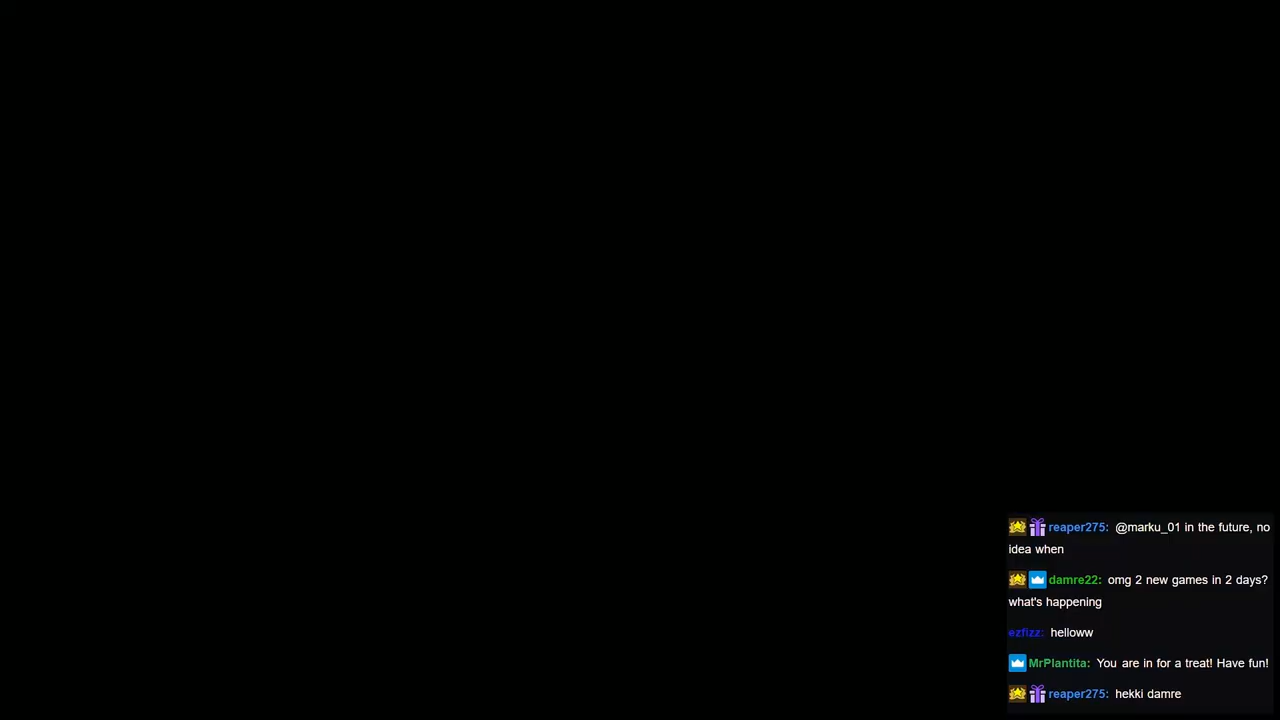 reaper275: @marku_01 in the future, no
idea when
damre22: omg 2 new games in 2 days?
what's happening
ezfizz: helloww
MrPlantita: You are in for a treat! Have fun!
reaper275: hekki damre